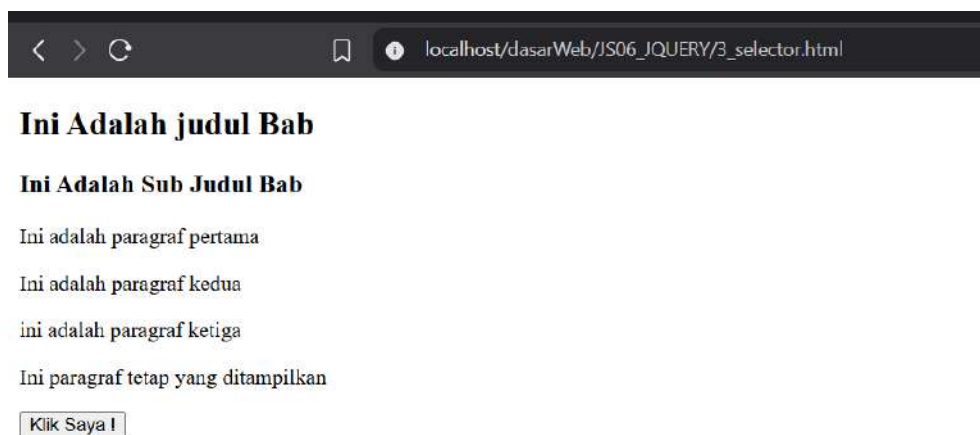 localhost/dasarWeb/JS06_JQUERY/3_selector.html
Ini Adalah judul Bab
Ini Adalah Sub Judul Bab
Ini adalah paragraf pertama
Ini adalah paragraf kedua
ini adalah paragraf ketiga
Ini paragraf tetap yang ditampilkan
Klik Saya !